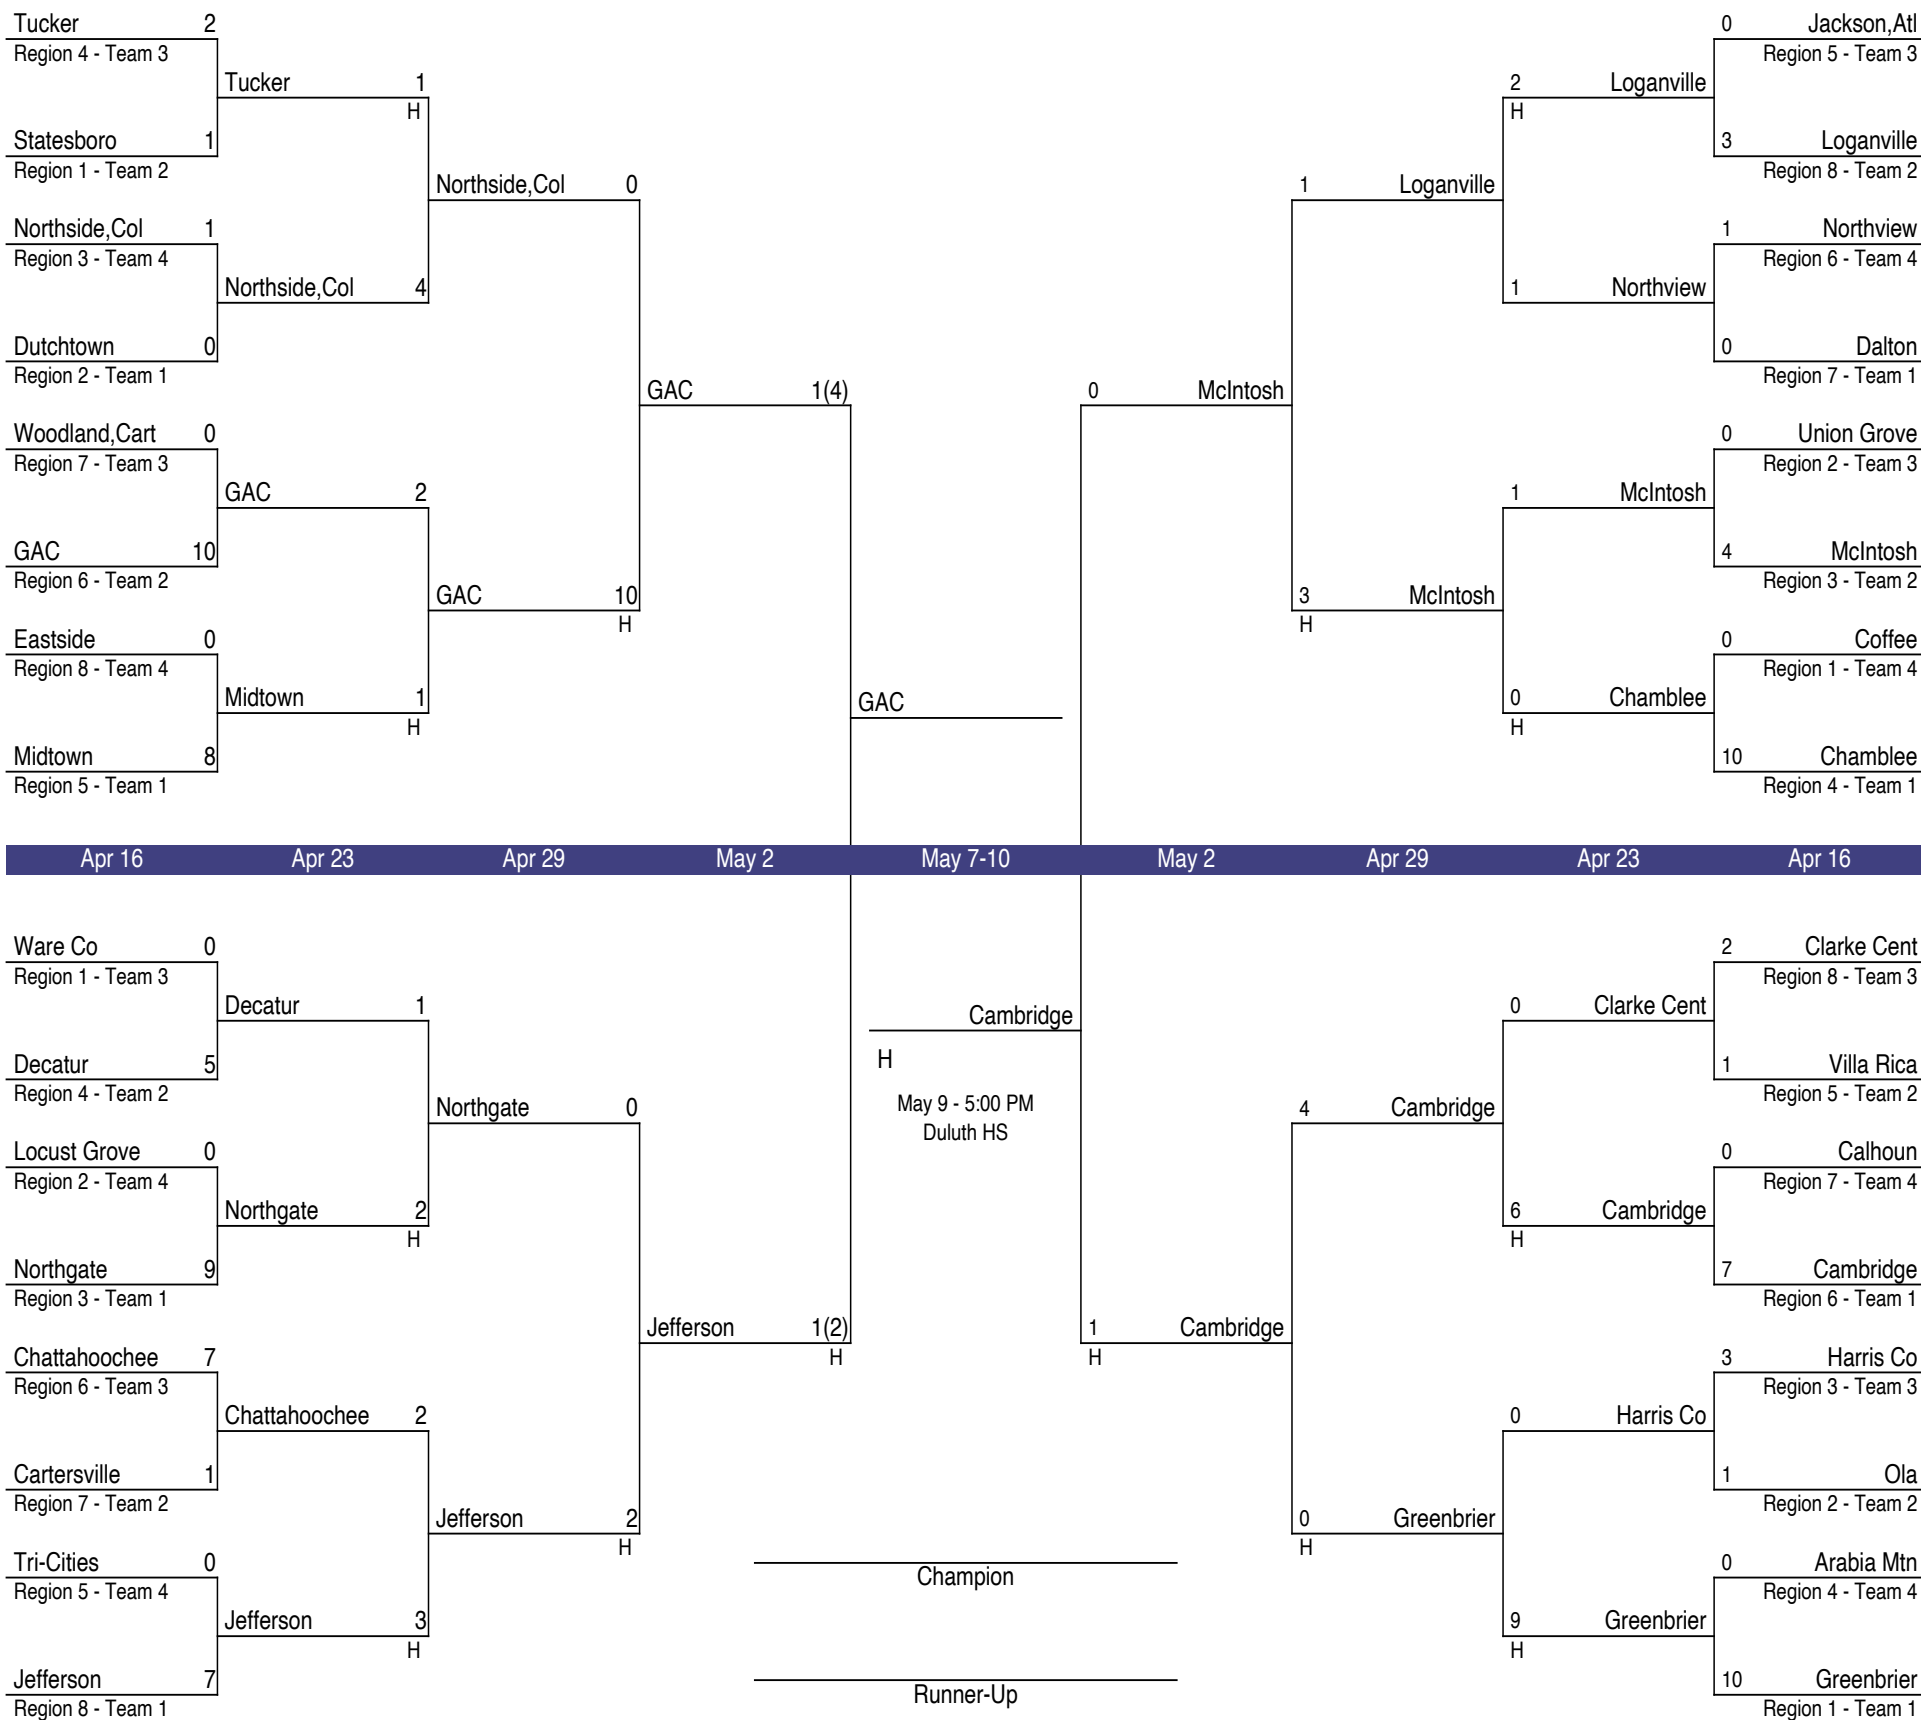 Tucker 2
Region 4 - Team 3
Statesboro 1
Region 1 - Team 2
Northside,Col 1
Region 3 - Team 4
Dutchtown 0
Region 2 - Team 1
Woodland,Cart 0
Region 7 - Team 3
GAC 10
Region 6 - Team 2
Eastside 0
Region 8 - Team 4
Midtown 8
Region 5 - Team 1
Tucker 1
H
Northside,Col 4
GAC 2
Midtown 1
H
Northside,Col 0
GAC 10
H
GAC 1(4)
GAC
0 Jackson,Atl
Region 5 - Team 3
3 Loganville
Region 8 - Team 2
1 Northview
Region 6 - Team 4
0 Dalton
Region 7 - Team 1
0 Union Grove
Region 2 - Team 3
4 McIntosh
Region 3 - Team 2
0 Coffee
Region 1 - Team 4
10 Chamblee
Region 4 - Team 1
2 Loganville
H
1 Northview
1 McIntosh
0 Chamblee
H
1 Loganville
3 McIntosh
H
0 McIntosh
Apr 16 Apr 23 Apr 29 May 2 May 7-10 May 2 Apr 29 Apr 23 Apr 16
Ware Co 0
Region 1 - Team 3
Decatur 5
Region 4 - Team 2
Locust Grove 0
Region 2 - Team 4
Northgate 9
Region 3 - Team 1
Chattahoochee 7
Region 6 - Team 3
Cartersville 1
Region 7 - Team 2
Tri-Cities 0
Region 5 - Team 4
Jefferson 7
Region 8 - Team 1
Decatur 1
Northgate 2
H
Chattahoochee 2
Jefferson 3
H
Northgate 0
Jefferson 2
H
Jefferson 1(2)
H
Cambridge
H
May 9 - 5:00 PM
Duluth HS
2 Clarke Cent
Region 8 - Team 3
1 Villa Rica
Region 5 - Team 2
0 Calhoun
Region 7 - Team 4
7 Cambridge
Region 6 - Team 1
3 Harris Co
Region 3 - Team 3
1 Ola
Region 2 - Team 2
0 Arabia Mtn
Region 4 - Team 4
10 Greenbrier
Region 1 - Team 1
0 Clarke Cent
6 Cambridge
H
0 Harris Co
9 Greenbrier
H
4 Cambridge
0 Greenbrier
H
1 Cambridge
H
Champion
Runner-Up